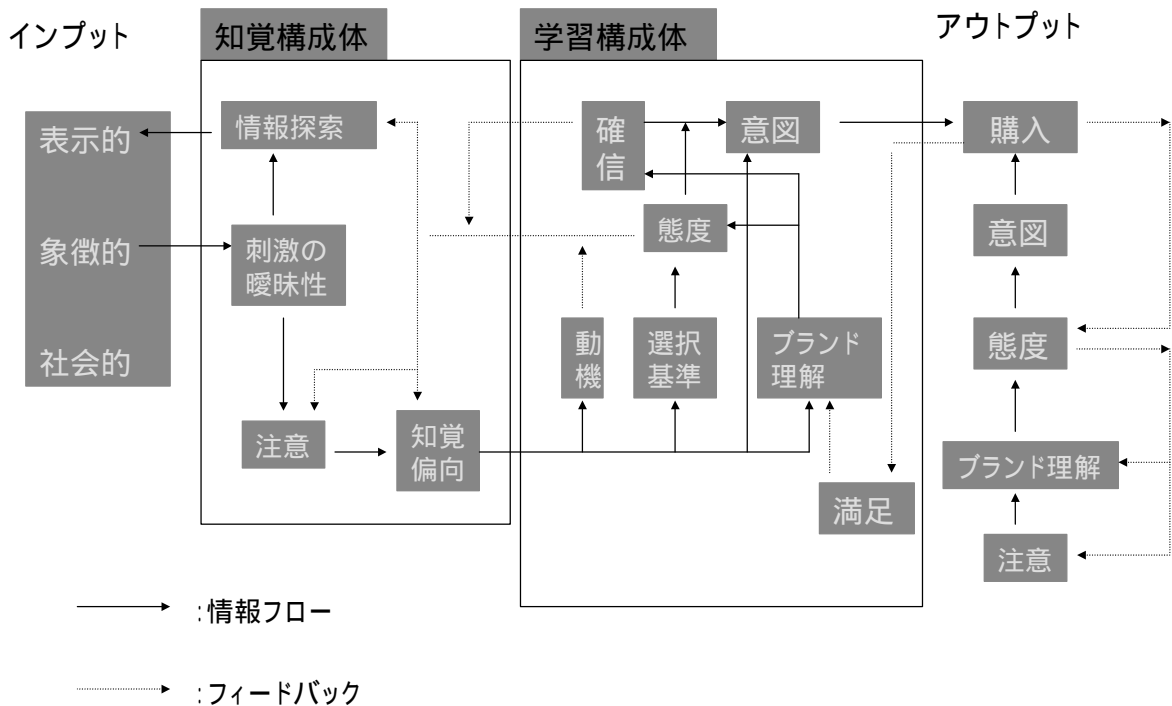 インプット
知覚構成体
学習構成体
アウトプット
表示的
象徴的
社会的
情報探索
刺激の
曖昧性
注意
知覚
偏向
確
信
意図
態度
動
機
選択
基準
ブランド
理解
満足
購入
意図
態度
ブランド理解
注意
:情報フロー
:フィードバック